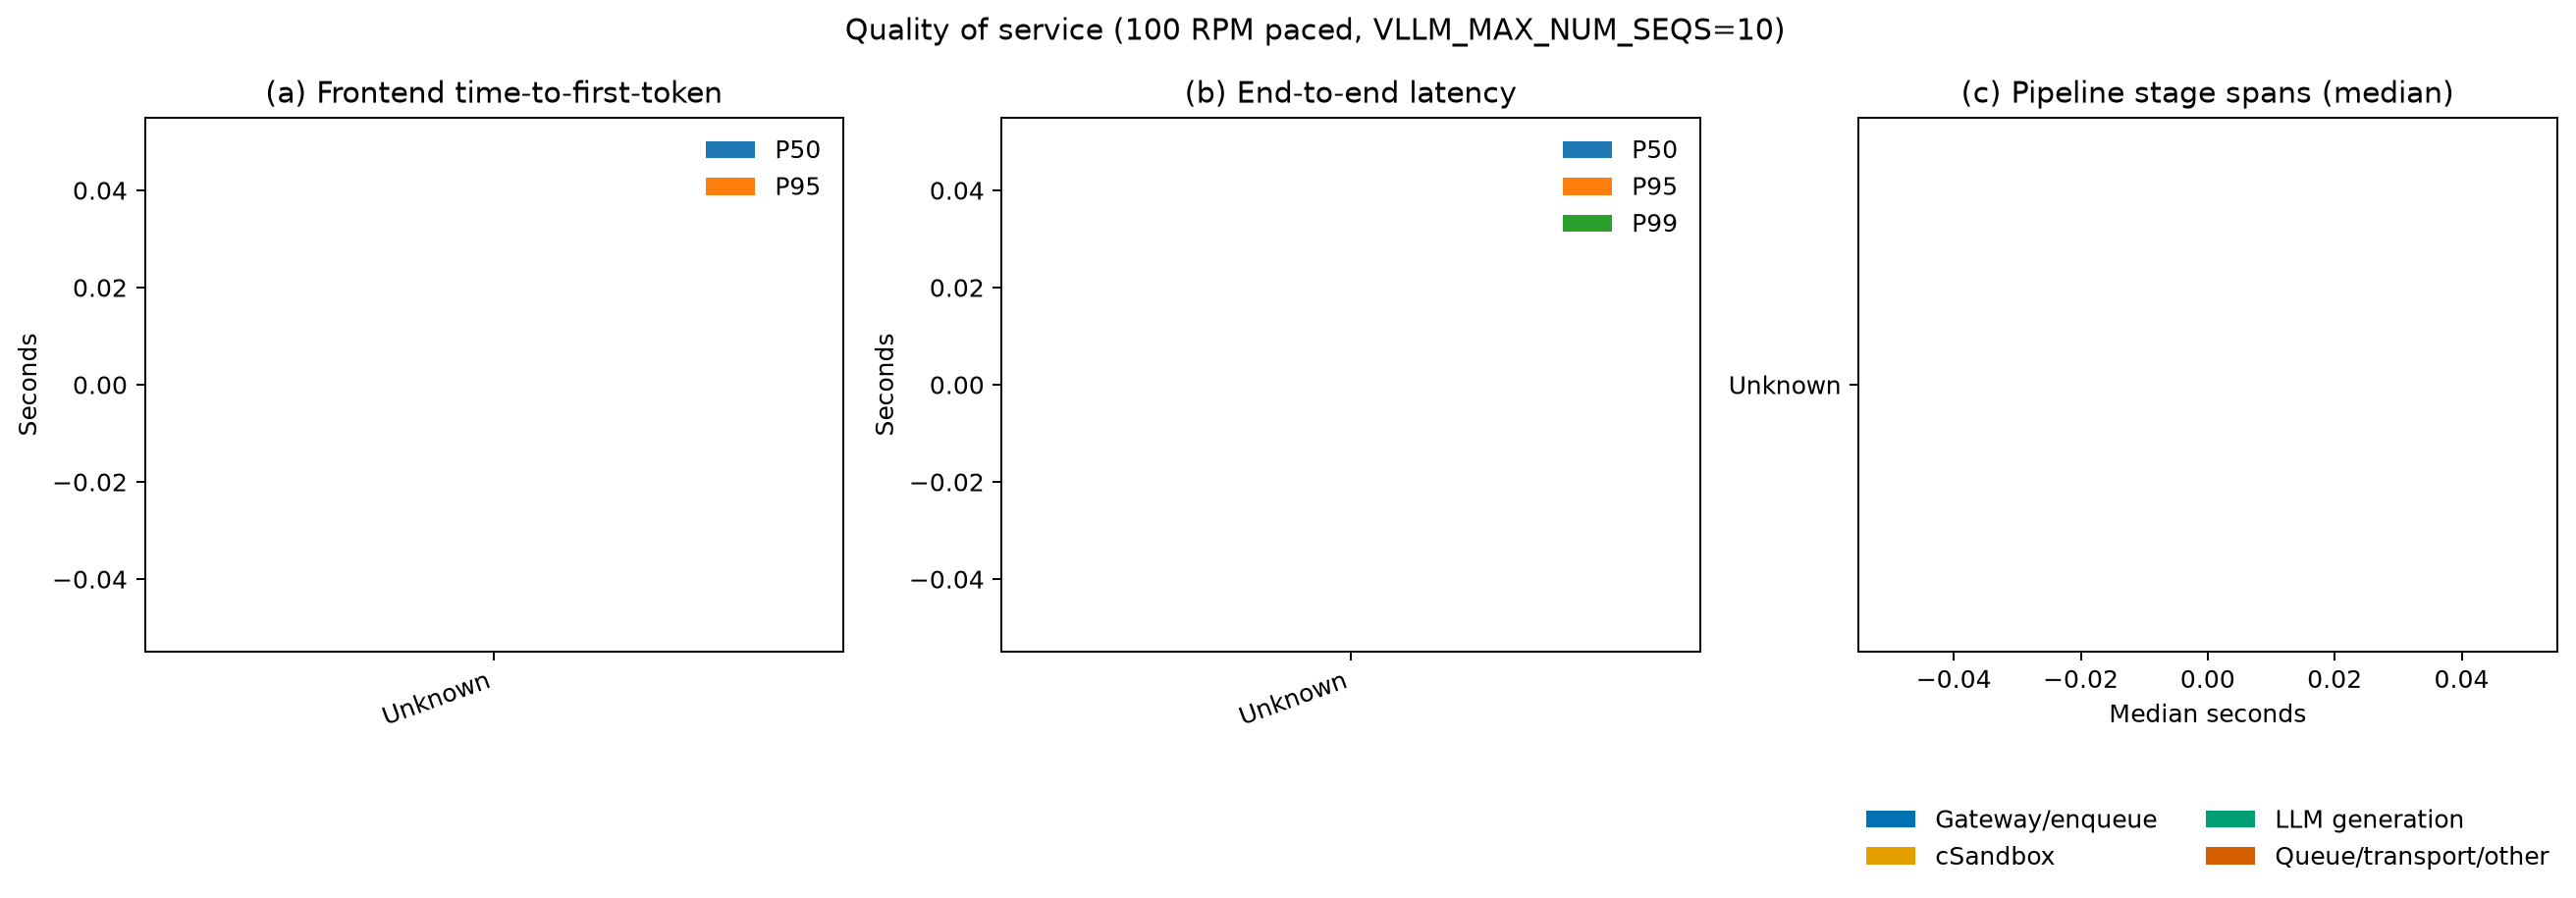 Quality of service (100 RPM paced, VLLM_MAX_NUM_SEQS=10)
(a) Frontend time-to-first-token
P50
P95
0.04
0.02
0.00
−0.02
−0.04
Seconds
Unknown
(b) End-to-end latency
P50
P95
P99
0.04
0.02
0.00
−0.02
−0.04
Seconds
Unknown
(c) Pipeline stage spans (median)
Unknown
−0.04 −0.02 0.00 0.02 0.04
Median seconds
Gateway/enqueue
cSandbox
LLM generation
Queue/transport/other